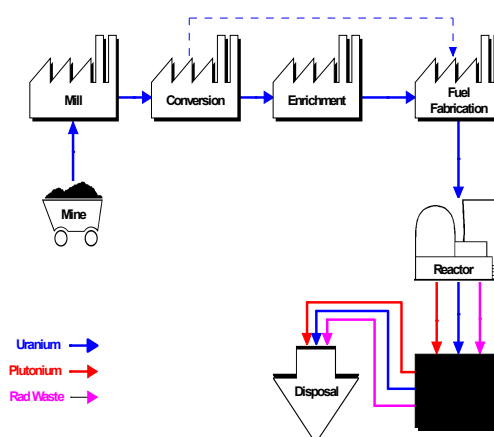 Mill
Conversion
Enrichment
Fuel
Fabrication
Mine
Reactor
Uranium
Plutonium
Rad Waste
Disposal